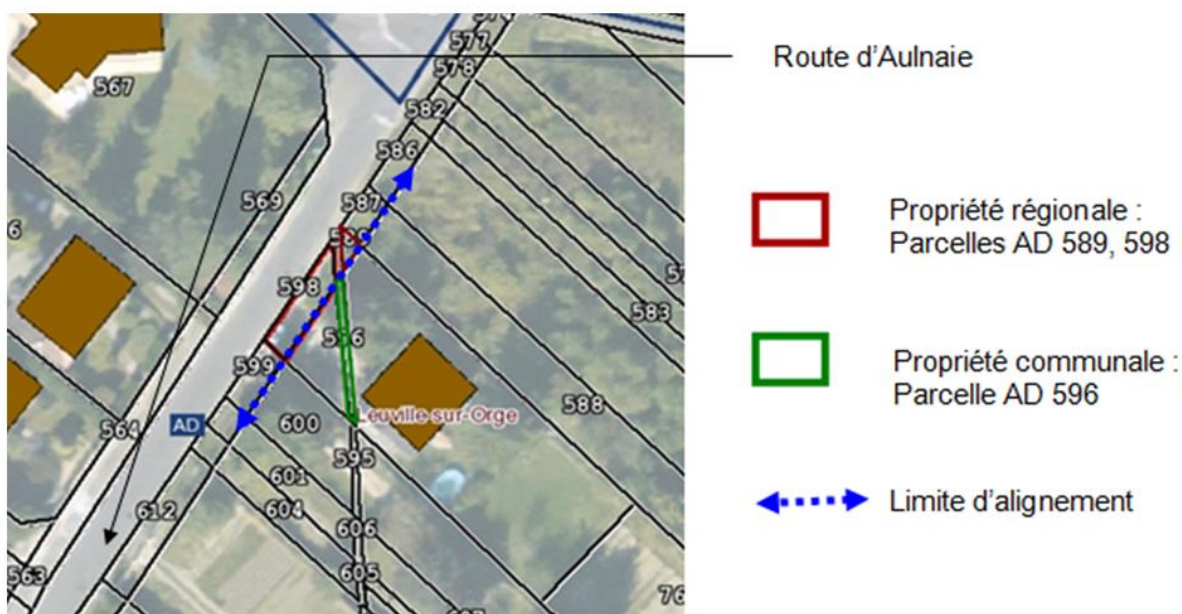 Route d'Aulnaie
577
578
567
582
586
569
587
589
Propriété régionale :
Parcelles AD 589, 598
598
583
596
Propriété communale :
Parcelle AD 596
599
588
Leuville-sur-Orge
564
AD
600
595
601
Limite d'alignement
604
612
606
605
563